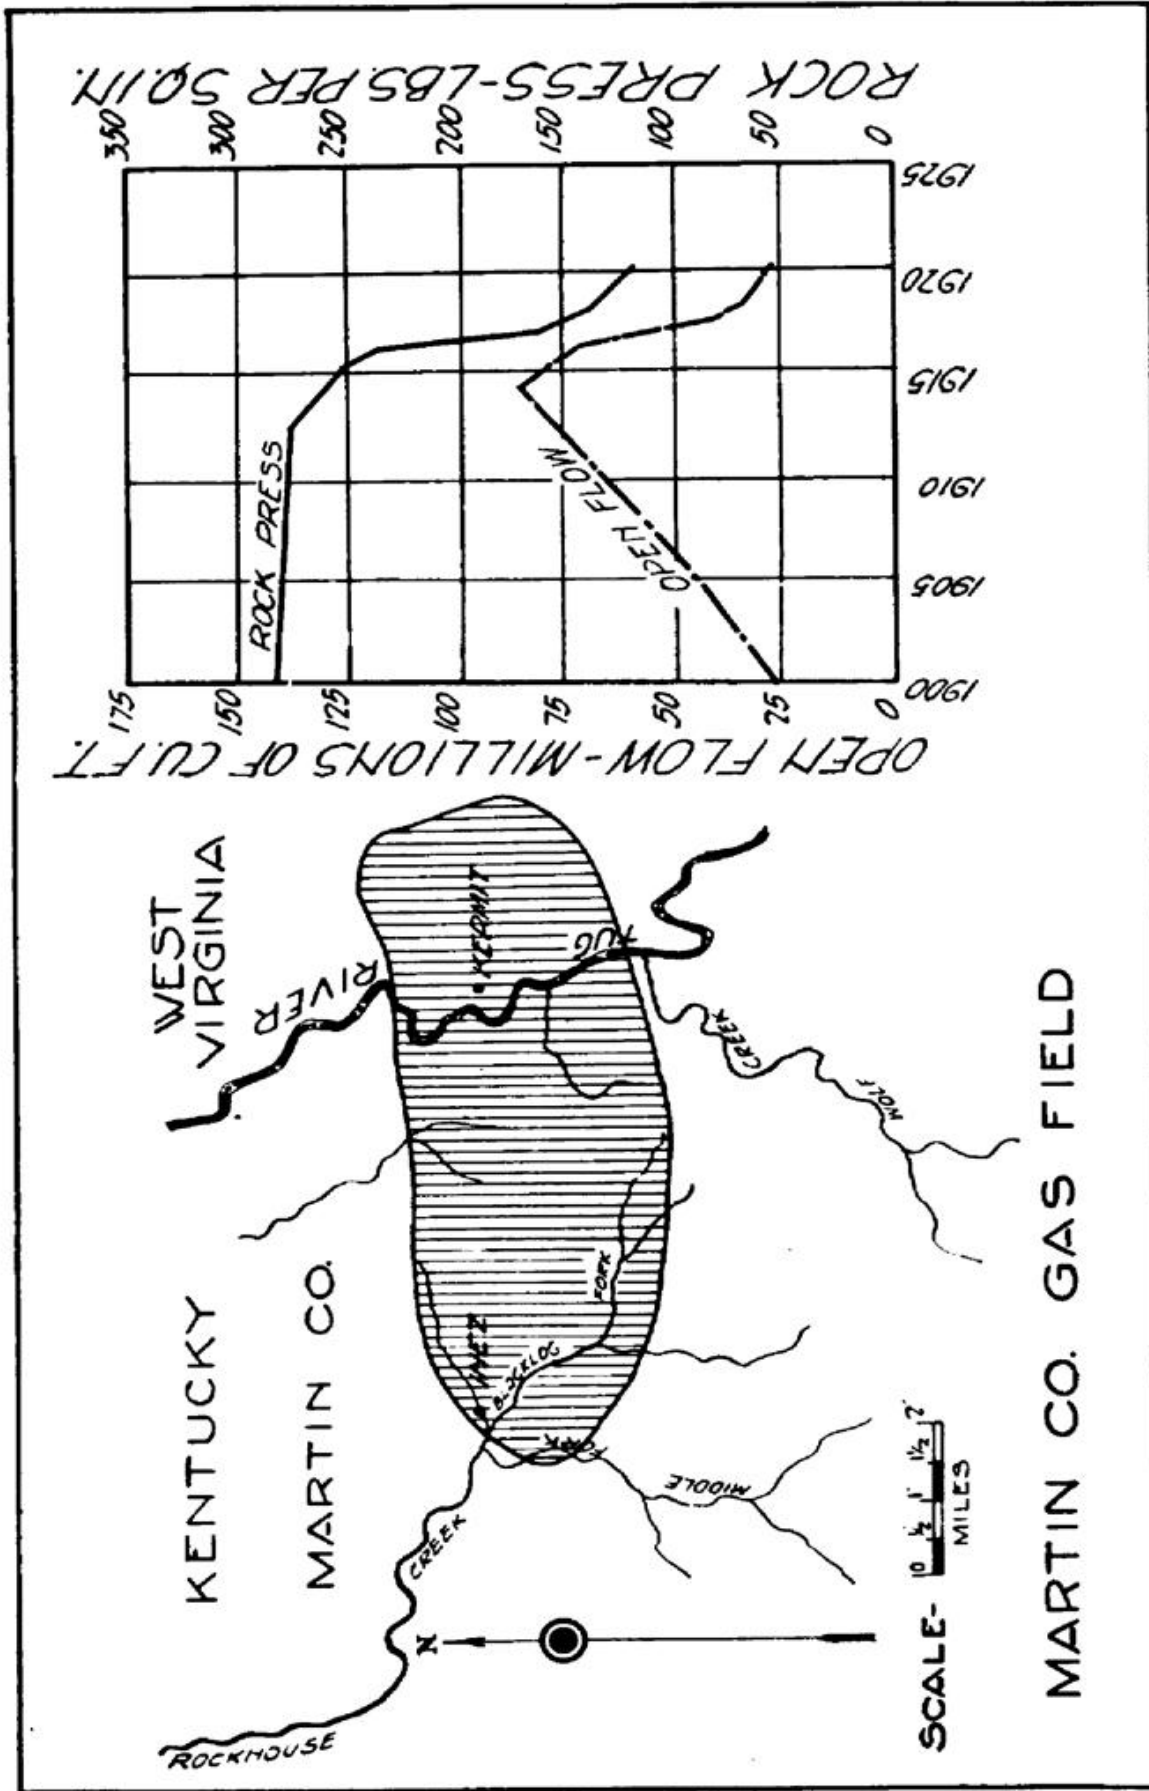 KENTUCKY
MARTIN CO.
WEST
VIRGINIA
ROCKHOUSE
CREEK
N
RIVER
TUG
KERMIT
INEZ
BLACKLOG
FORK
FORK
MIDDLE
CREEK
WOLF
SCALE-
0 ½ 1 1½ 2
MILES
MARTIN CO. GAS FIELD
OPEN FLOW-MILLIONS OF CU.FT.
175
150
125
100
75
50
25
0
ROCK PRESS
OPEN FLOW
1900
1905
1910
1915
1920
1925
350
300
250
200
150
100
50
0
ROCK PRESS-LBS.PER SQ.IN.